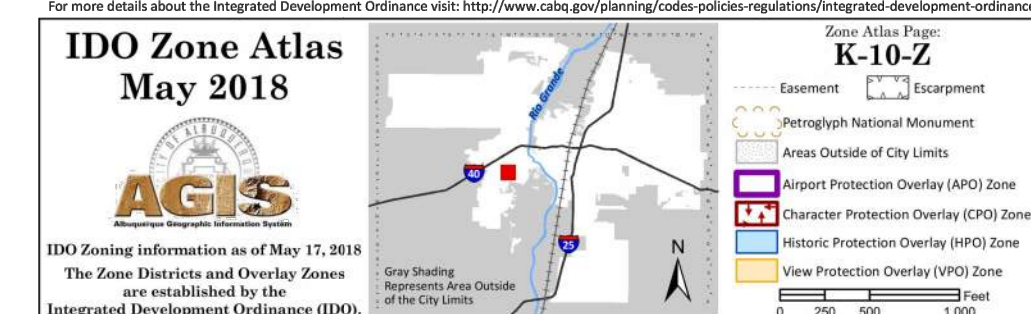 For more details about the Integrated Development Ordinance visit: http://www.cabq.gov/planning/codes-policies-regulations/integrated-development-ordinance
IDO Zone Atlas
May 2018
CITY OF ALBUQUERQUE
AGIS
Albuquerque Geographic Information System
IDO Zoning information as of May 17, 2018
The Zone Districts and Overlay Zones
are established by the
Integrated Development Ordinance (IDO).
Rio Grande
40
25
N
Gray Shading
Represents Area Outside
of the City Limits
Zone Atlas Page:
K-10-Z
Easement
Escarpment
Petroglyph National Monument
Areas Outside of City Limits
Airport Protection Overlay (APO) Zone
Character Protection Overlay (CPO) Zone
Historic Protection Overlay (HPO) Zone
View Protection Overlay (VPO) Zone
Feet
0 250 500 1,000